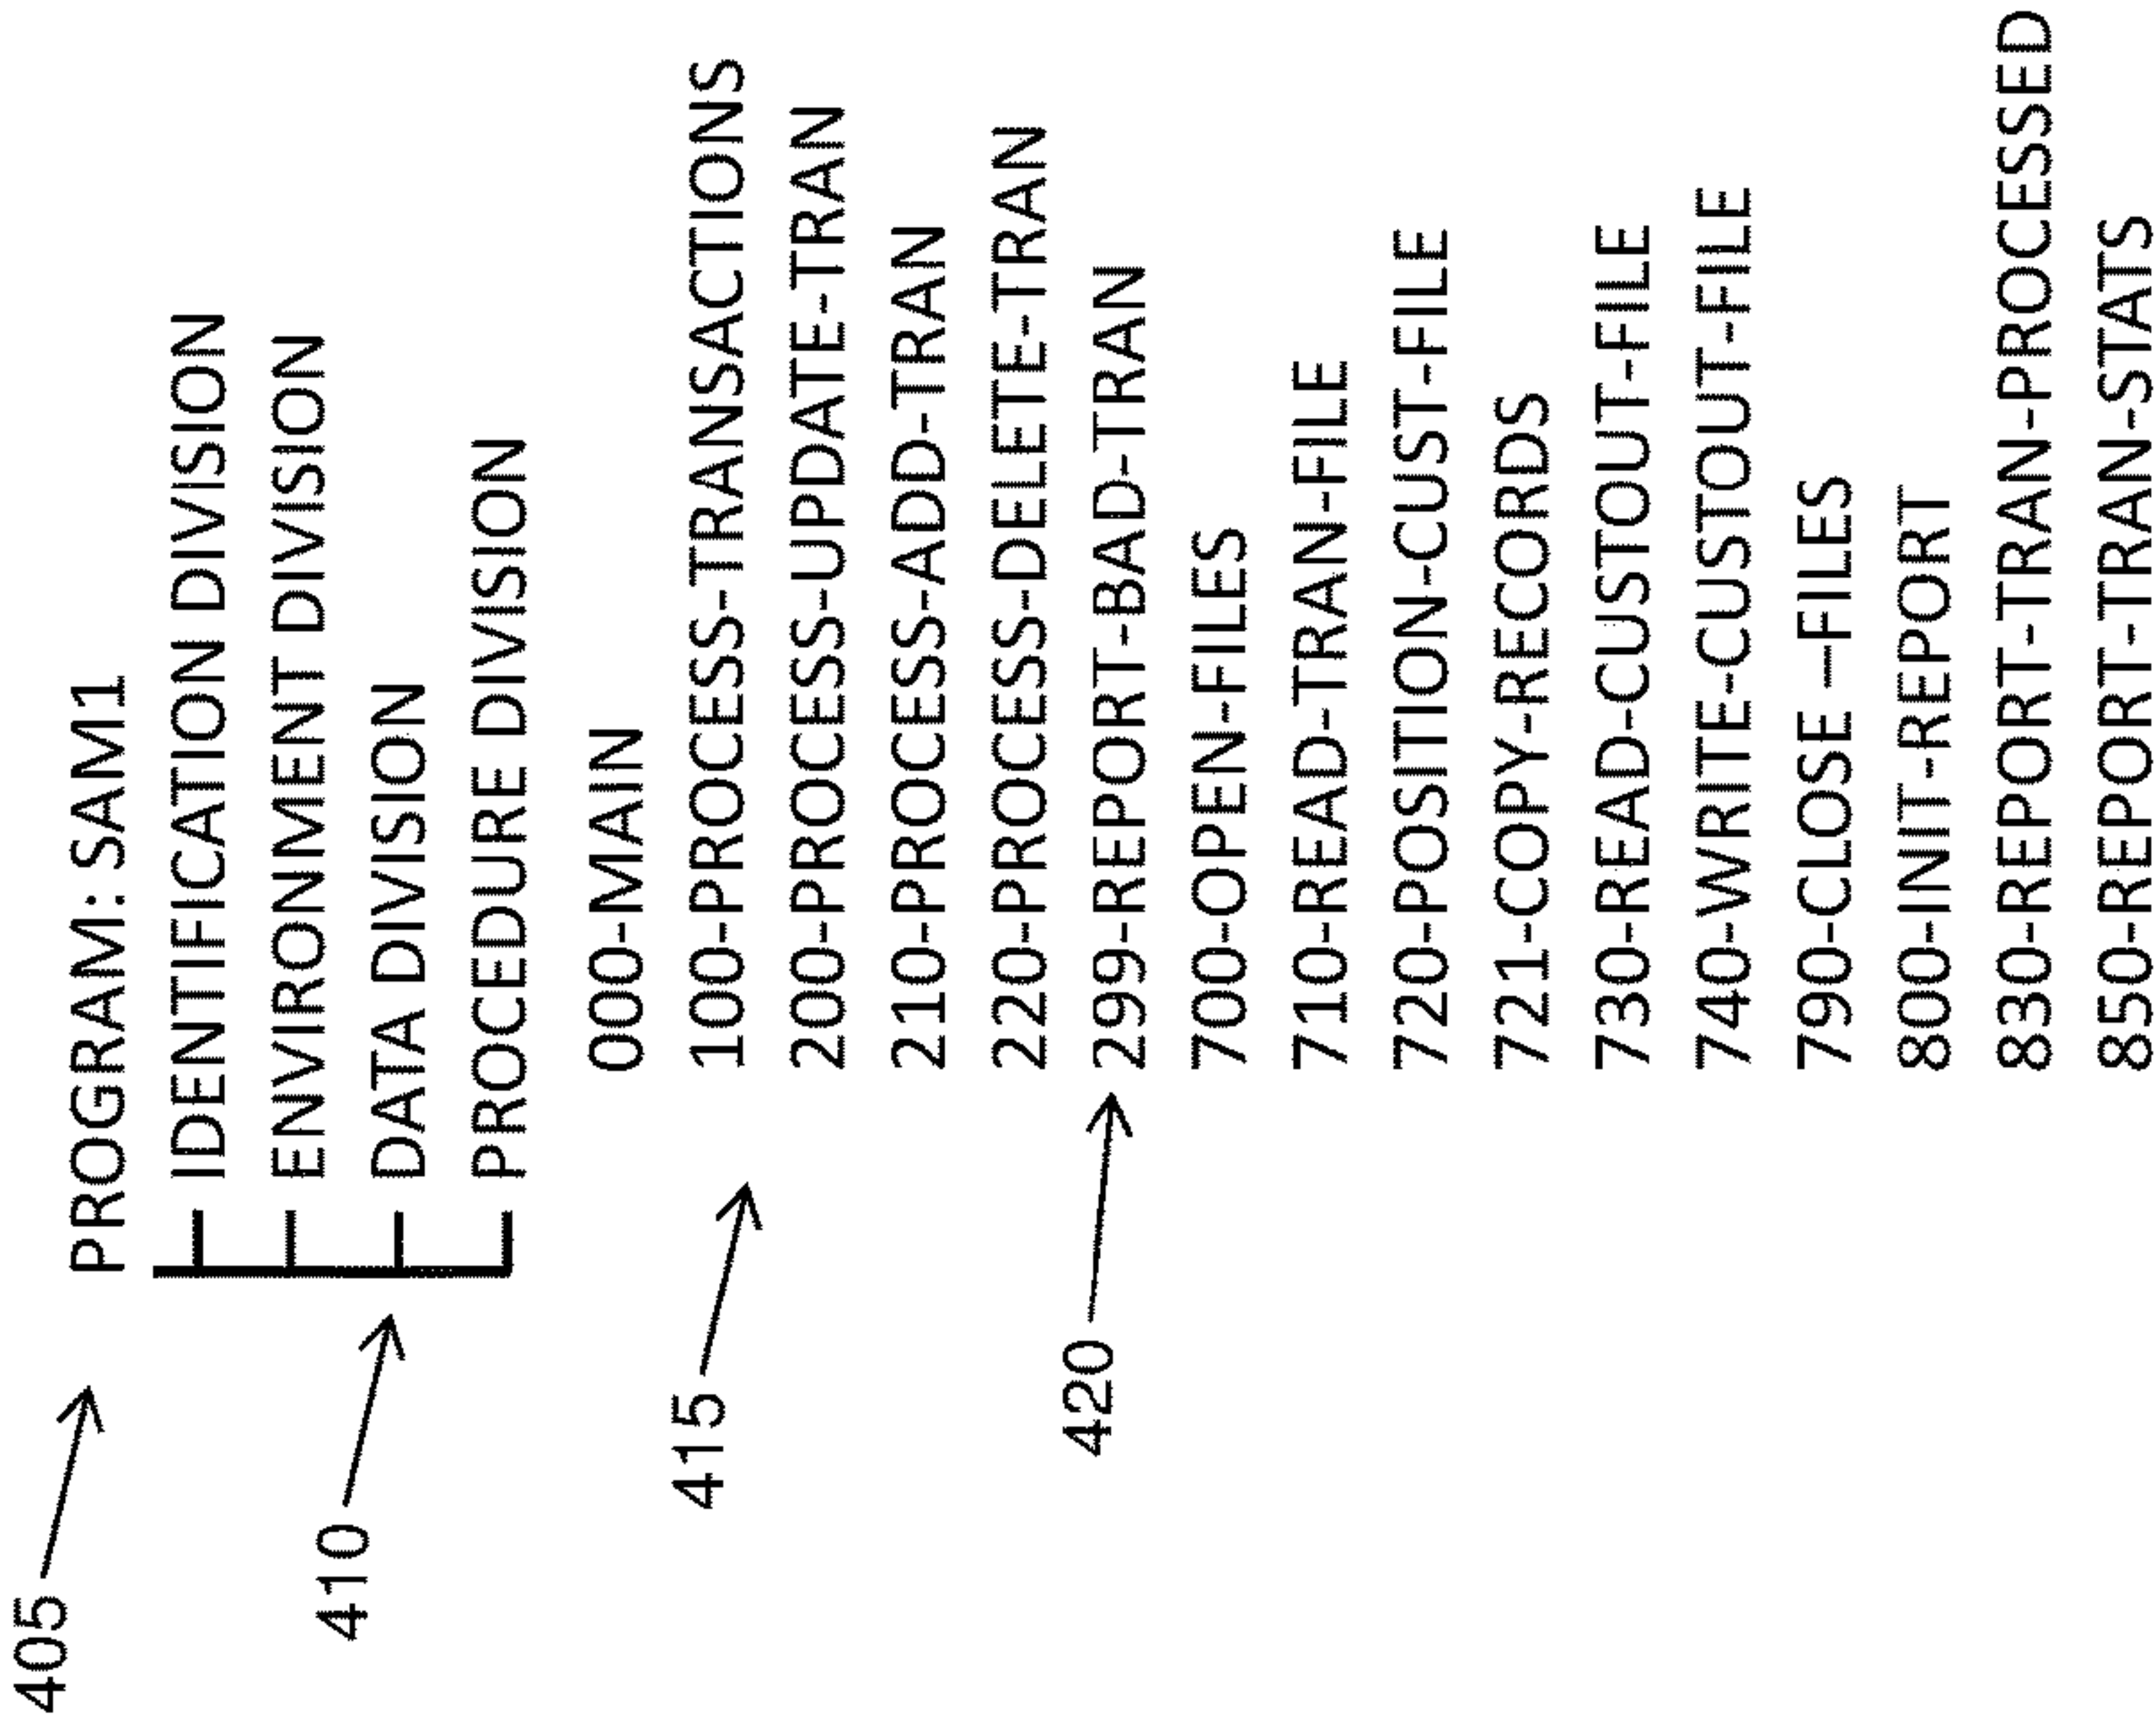 405
PROGRAM: SAM1
IDENTIFICATION DIVISION
410
ENVIRONMENT DIVISION
DATA DIVISION
PROCEDURE DIVISION
000-MAIN
415
100-PROCESS-TRANSACTIONS
200-PROCESS-UPDATE-TRAN
210-PROCESS-ADD-TRAN
220-PROCESS-DELETE-TRAN
420
299-REPORT-BAD-TRAN
700-OPEN-FILES
710-READ-TRAN-FILE
720-POSITION-CUST-FILE
721-COPY-RECORDS
730-READ-CUSTOUT-FILE
740-WRITE-CUSTOUT-FILE
790-CLOSE –FILES
800-INIT-REPORT
830-REPORT-TRAN-PROCESSED
850-REPORT-TRAN-STATS